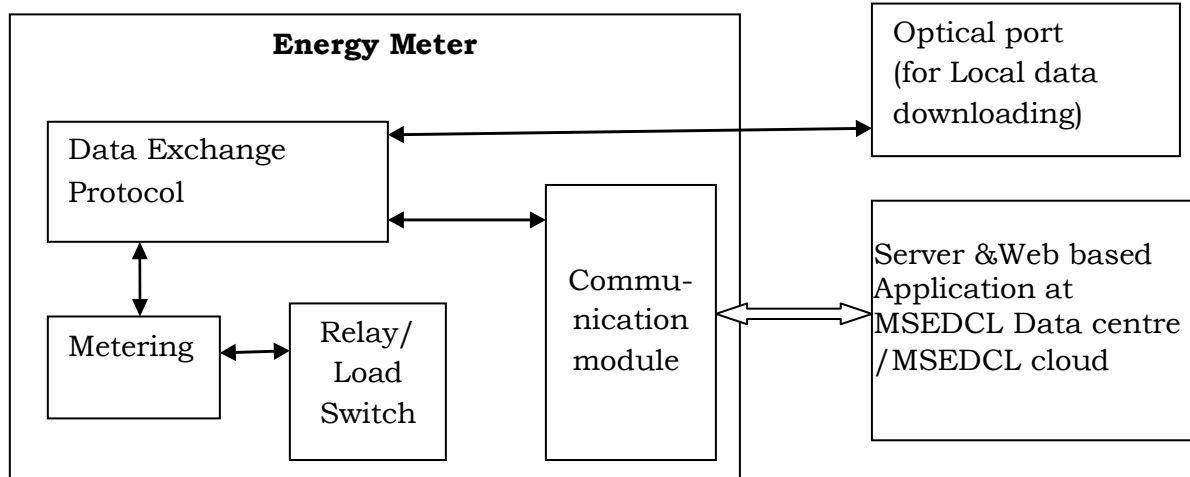 Energy Meter
Optical port
(for Local data
downloading)
Data Exchange
Protocol
Server &Web based
Application at
MSEDCL Data centre
/MSEDCL cloud
Commu-
nication
module
Metering
Relay/
Load
Switch